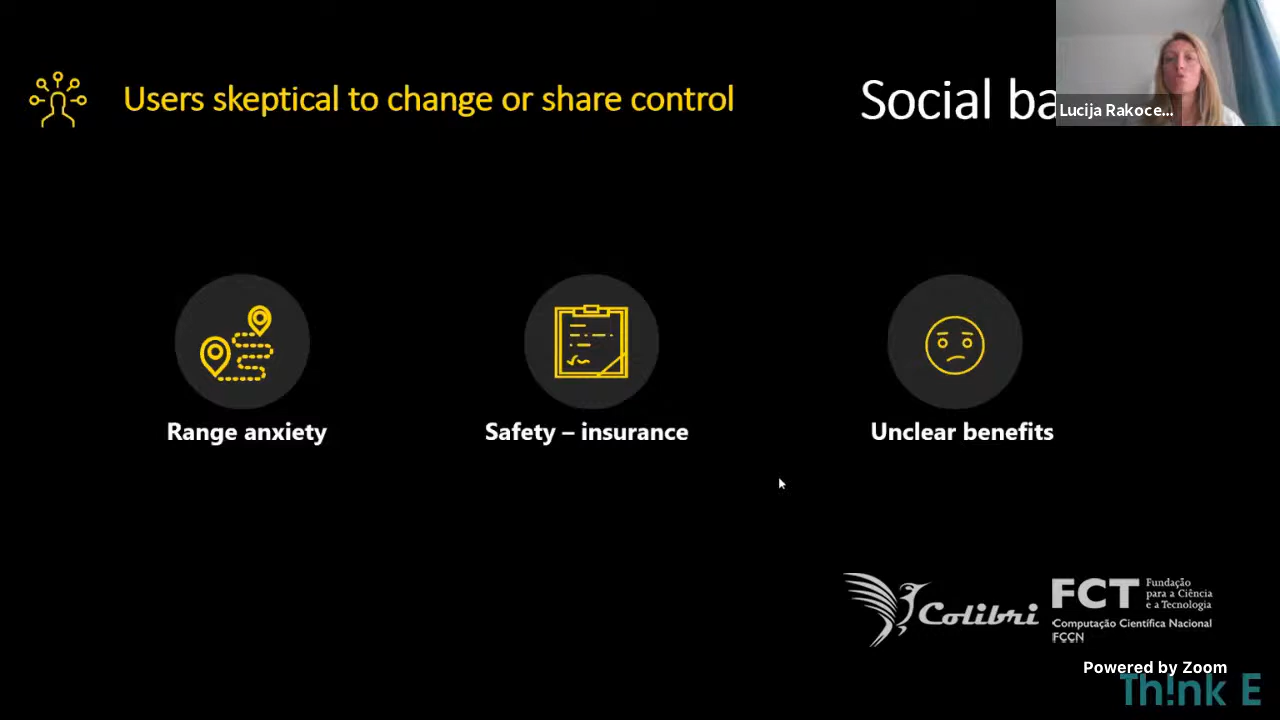 Users skeptical to change or share control
Social ba
Lucija Rakoce...
Range anxiety
Safety – insurance
Unclear benefits
Colibri
FCT
Fundação
para a Ciência
e a Tecnologia
Computação Científica Nacional
FCCN
Powered by Zoom
Th!nk E